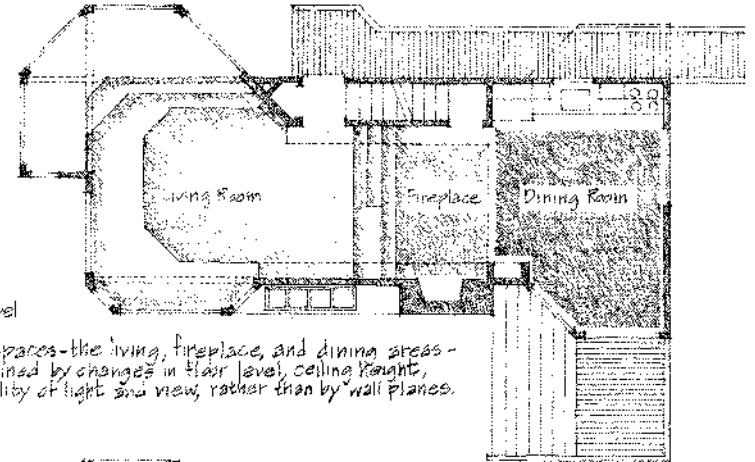 Living Room
Fireplace
Dining Room
vel
paces-the living, fireplace, and dining areas-
ined by changes in floor level, ceiling height,
lity of light and view, rather than by wall planes.